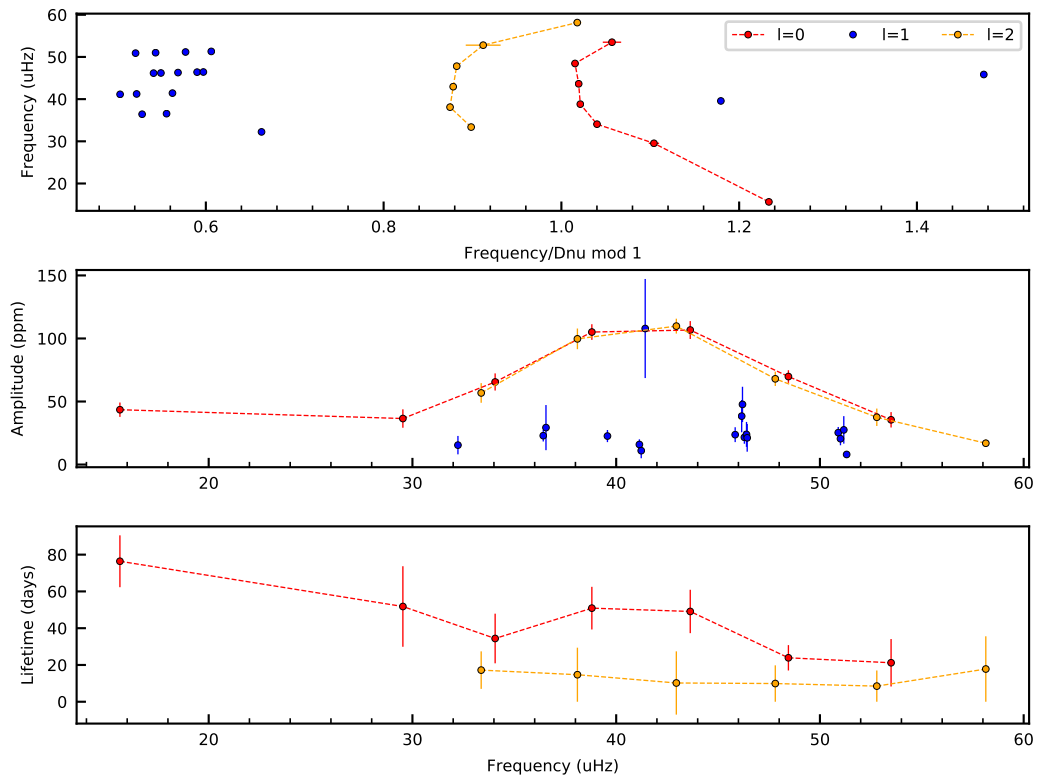 60
50
40
30
20
Frequency (uHz)
l=0 l=1 l=2
0.6 0.8 1.0 1.2 1.4
Frequency/Dnu mod 1
150
100
50
0
Amplitude (ppm)
20 30 40 50 60
80
60
40
20
0
Lifetime (days)
20 30 40 50 60
Frequency (uHz)